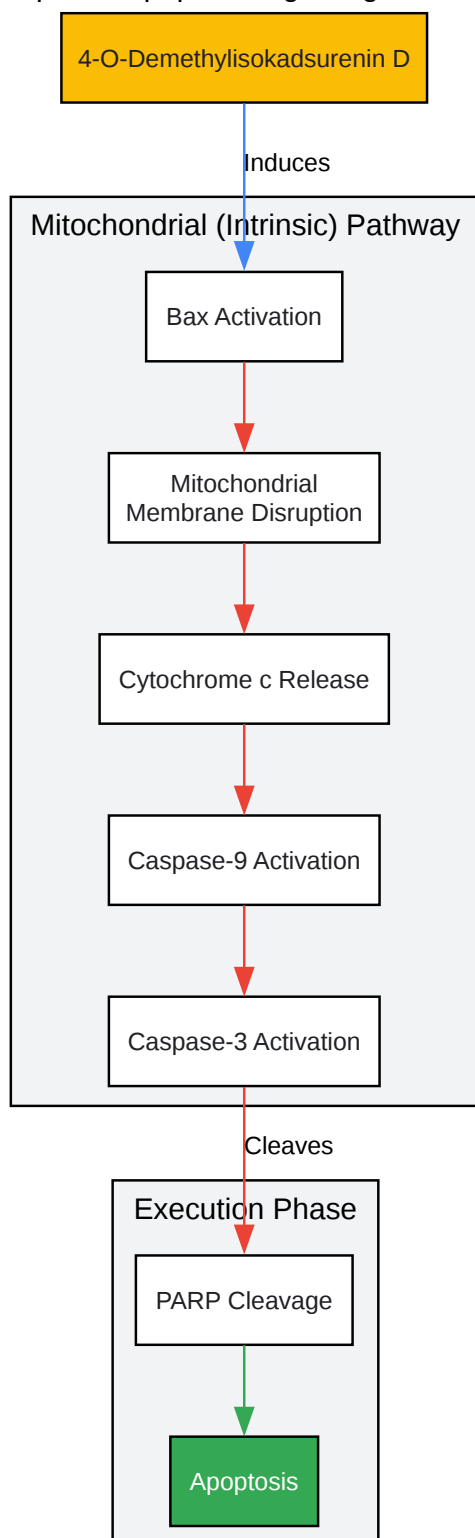 4-O-Demethylisokadsurenin D
Induces
Mitochondrial (Intrinsic) Pathway
Bax Activation
Mitochondrial
Membrane Disruption
Cytochrome c Release
Caspase-9 Activation
Caspase-3 Activation
Cleaves
Execution Phase
PARP Cleavage
Apoptosis